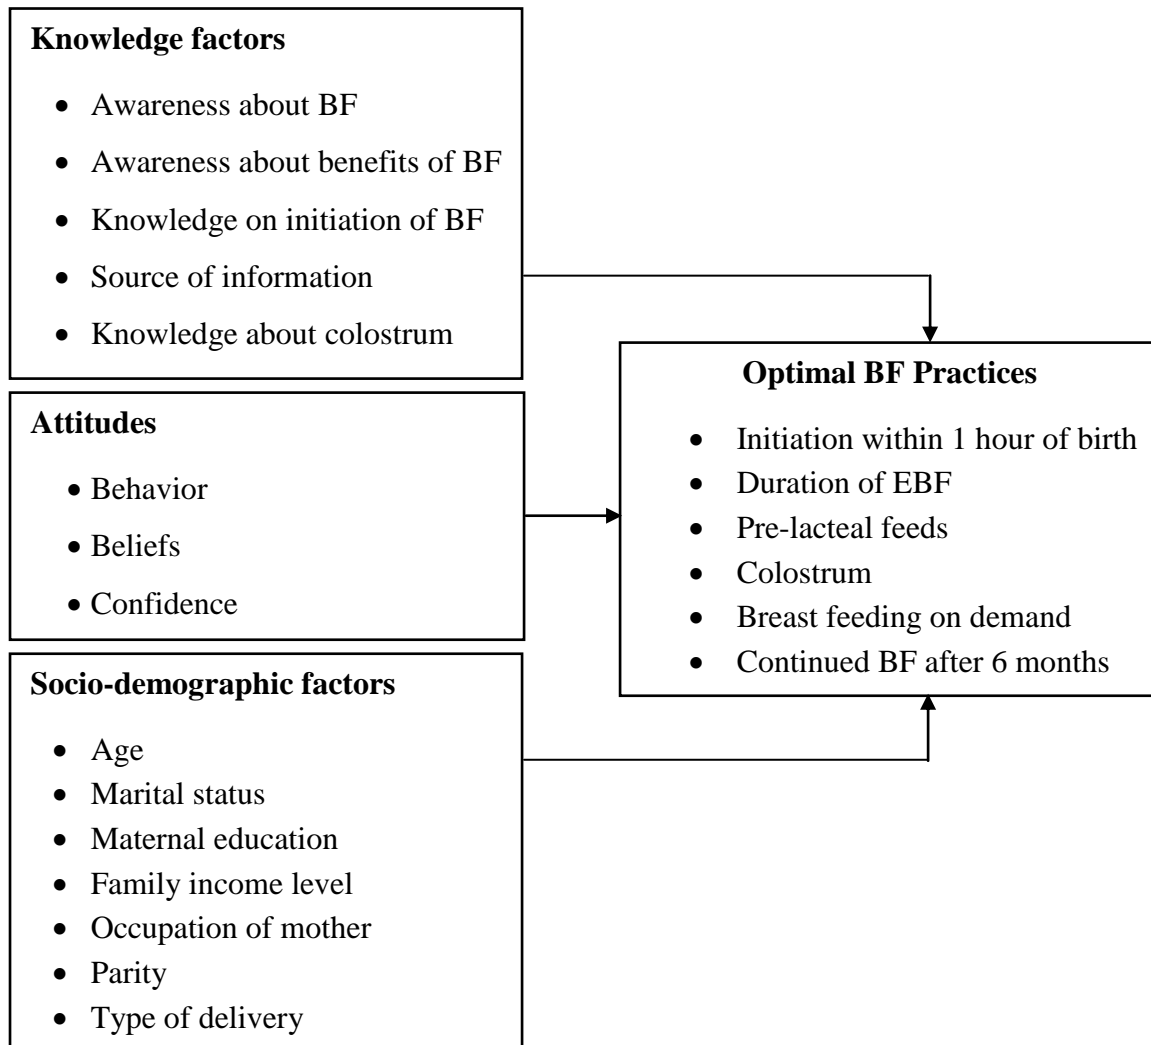 Knowledge factors
• Awareness about BF
• Awareness about benefits of BF
• Knowledge on initiation of BF
• Source of information
• Knowledge about colostrum
Attitudes
• Behavior
• Beliefs
• Confidence
Socio-demographic factors
• Age
• Marital status
• Maternal education
• Family income level
• Occupation of mother
• Parity
• Type of delivery
Optimal BF Practices
• Initiation within 1 hour of birth
• Duration of EBF
• Pre-lacteal feeds
• Colostrum
• Breast feeding on demand
• Continued BF after 6 months